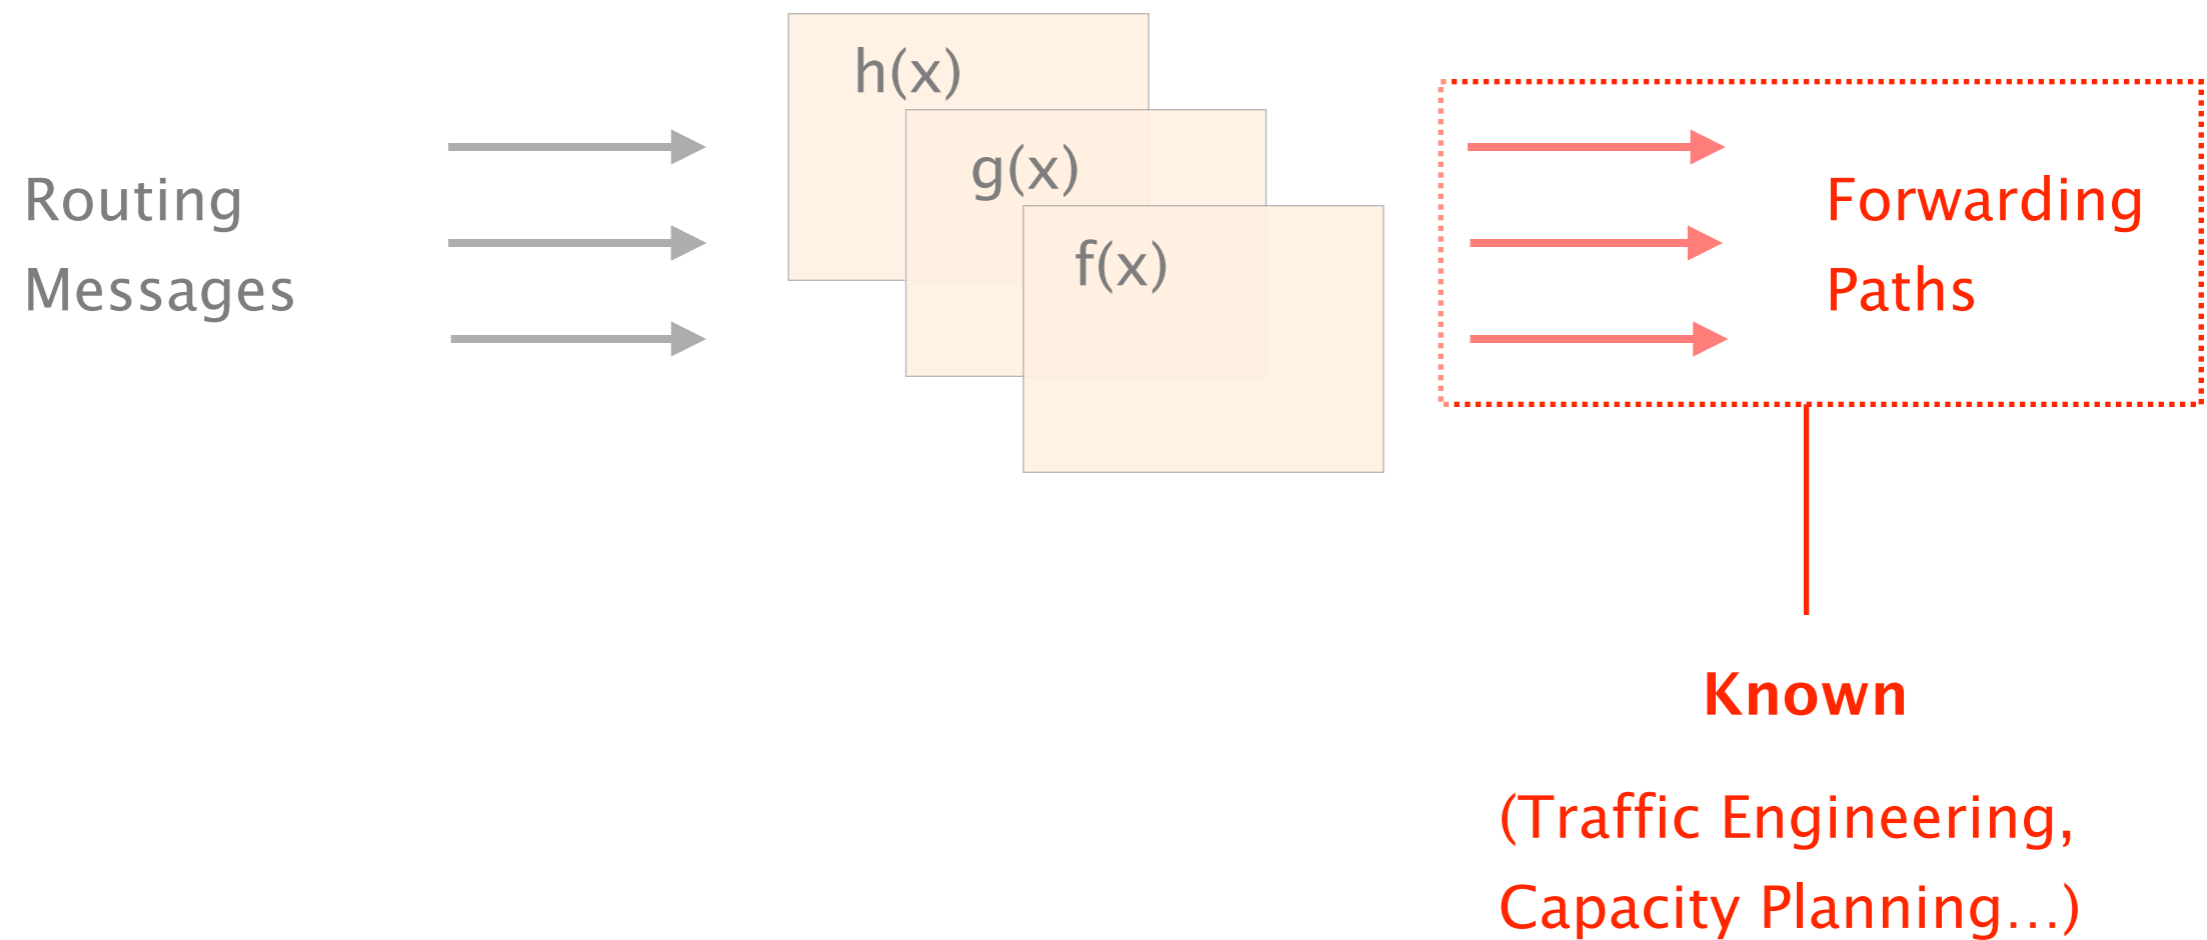 h(x)
g(x)
f(x)
Routing
Messages
Forwarding
Paths
Known
(Traffic Engineering,
Capacity Planning…)